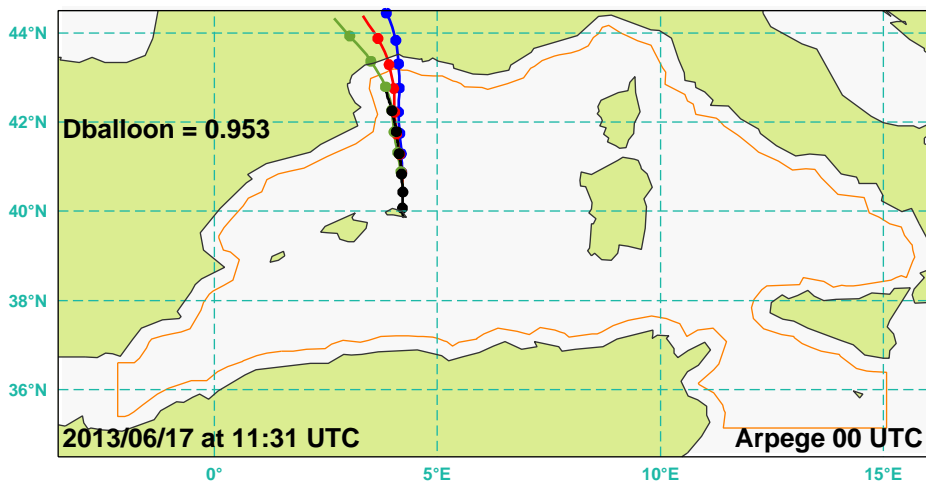 44°N
42°N
Dballoon = 0.953
40°N
38°N
36°N
2013/06/17 at 11:31 UTC
Arpege 00 UTC
0°
5°E
10°E
15°E